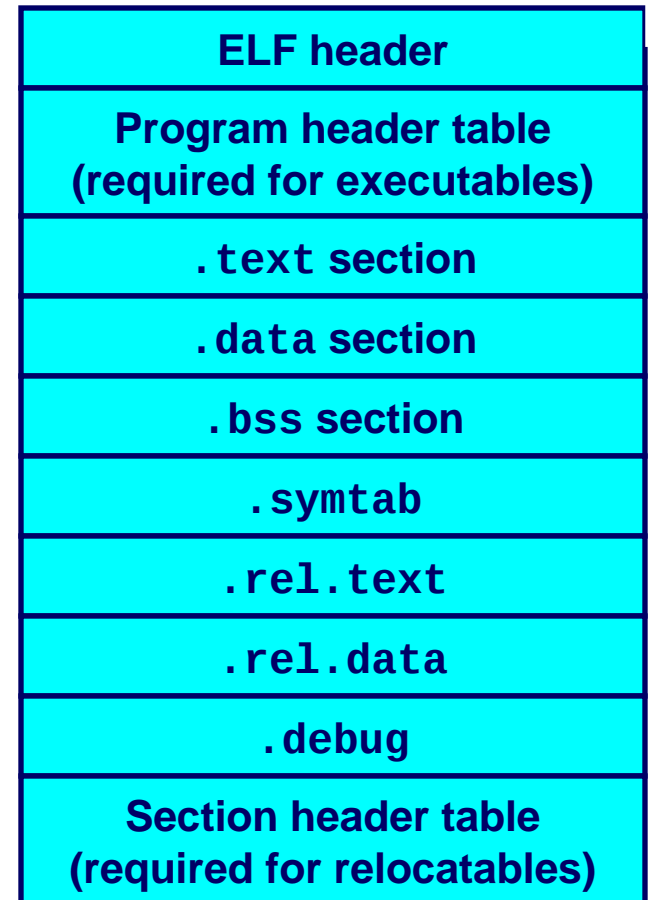 ELF header
Program header table
(required for executables)
.text section
.data section
.bss section
.symtab
.rel.text
.rel.data
.debug
Section header table
(required for relocatables)